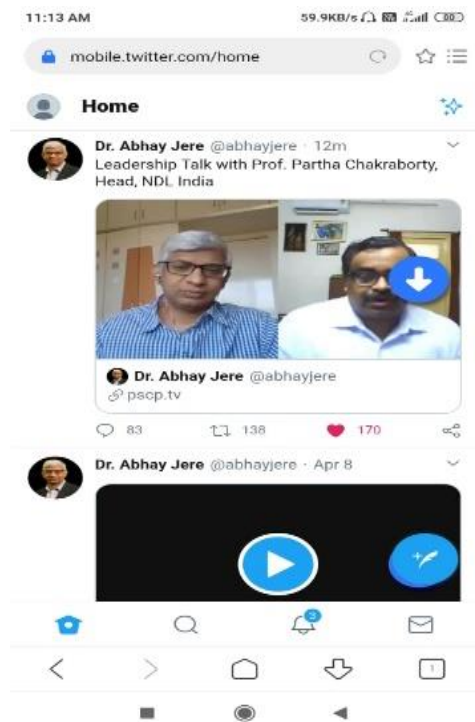 11:13 AM 59.9KB/s
mobile.twitter.com/home
Home
Dr. Abhay Jere @abhayjere · 12m
Leadership Talk with Prof. Partha Chakraborty,
Head, NDL India
Dr. Abhay Jere @abhayjere
pscp.tv
83 138 170
Dr. Abhay Jere @abhayjere · Apr 8
3
1